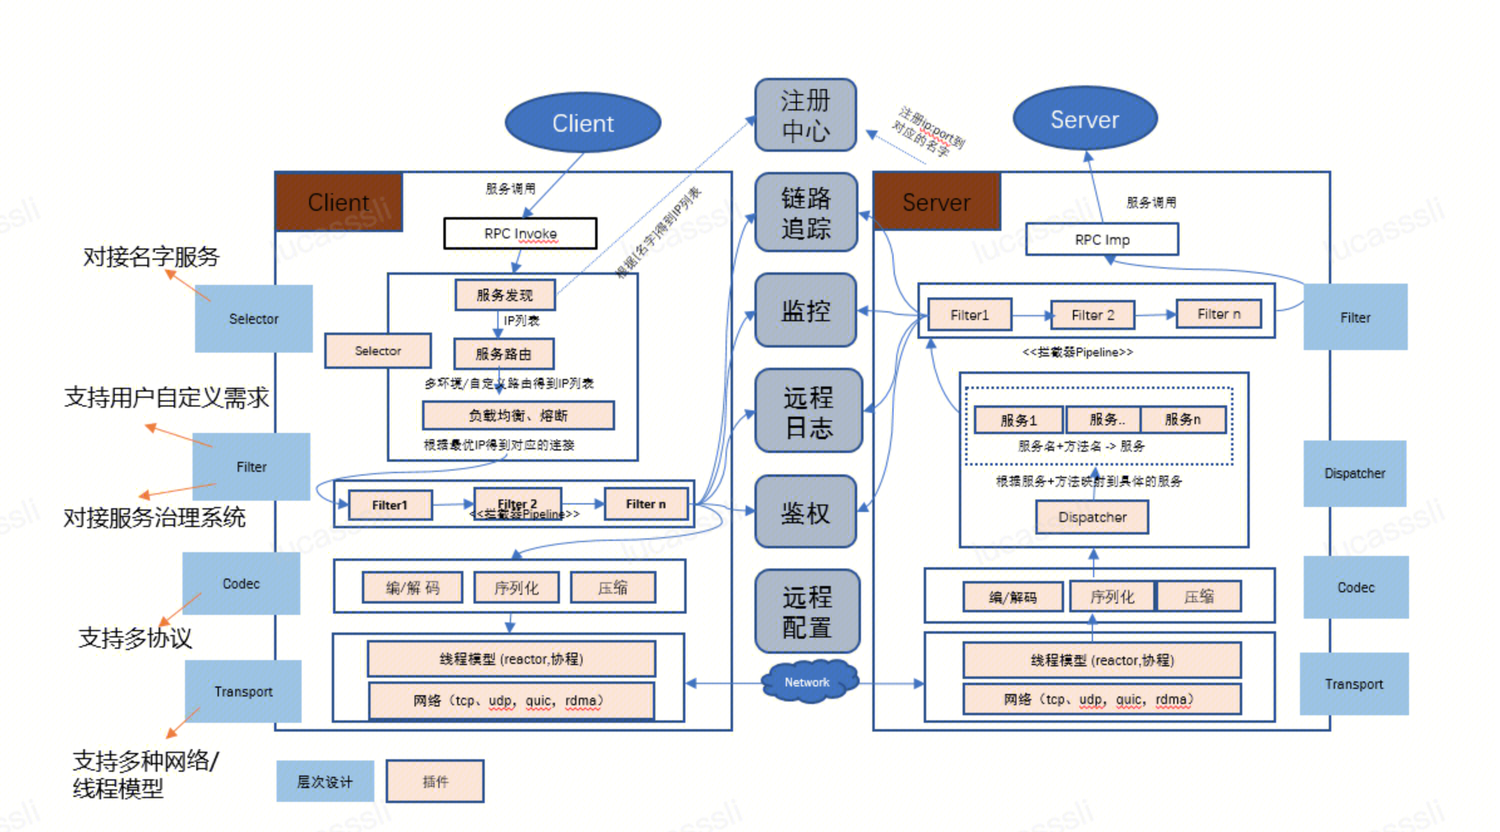 Client
注册
中心
注册ip:port到
对应的名字
Server
Client
服务调用
RPC Invoke
根据[名字]得到IP列表
链路
追踪
Server
服务调用
RPC Imp
对接名字服务
Selector
服务发现
IP列表
Selector
服务路由
多环境/自定义路由得到IP列表
负载均衡、熔断
根据最优IP得到对应的连接
监控
Filter1
Filter 2
Filter n
<<拦截器Pipeline>>
Filter
支持用户自定义需求
Filter
对接服务治理系统
远程
日志
服务1
服务..
服务n
服务名+方法名 -> 服务
根据服务+方法映射到具体的服务
Dispatcher
Dispatcher
Filter1
Filter 2
Filter n
<<拦截器Pipeline>>
鉴权
Codec
支持多协议
编/解 码
序列化
压缩
远程
配置
编/解码
序列化
压缩
Codec
Transport
支持多种网络/
线程模型
线程模型 (reactor,协程)
网络（tcp、udp，quic，rdma）
Network
线程模型 (reactor,协程)
网络（tcp、udp，quic，rdma）
Transport
层次设计
插件
lucasssli